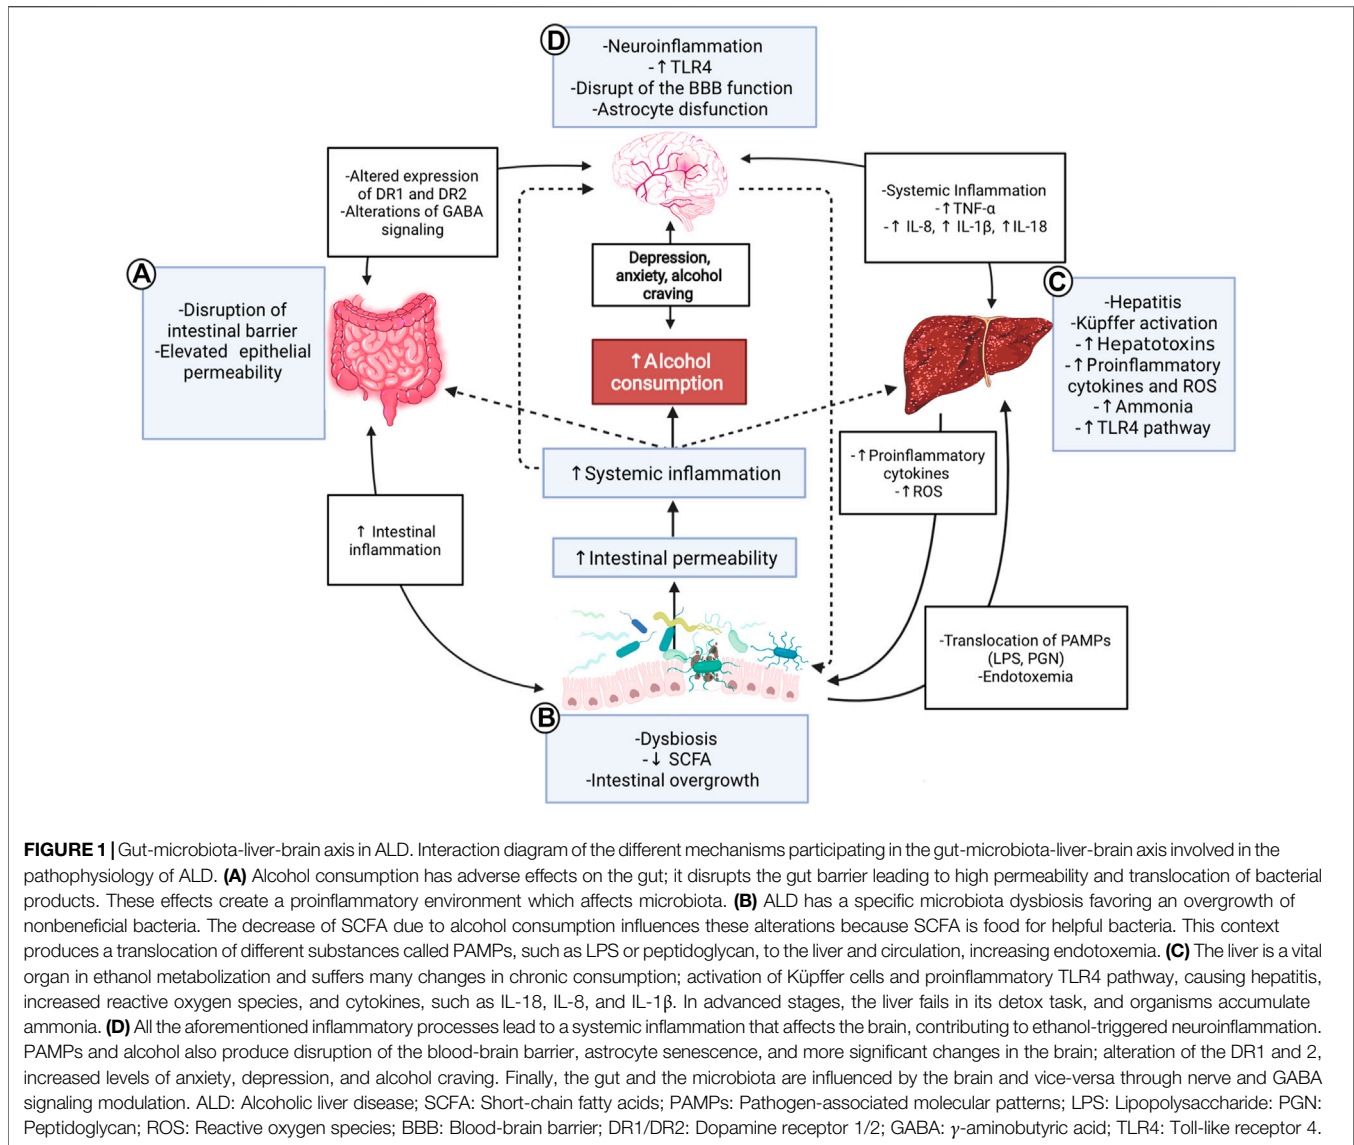 D
-Neuroinflammation
-↑TLR4
-Disrupt of the BBB function
-Astrocyte disfunction
-Altered expression
of DR1 and DR2
-Alterations of GABA
signaling
-Systemic Inflammation
-↑TNF-α
-↑ IL-8, ↑ IL-1β, ↑IL-18
Depression,
anxiety, alcohol
craving
A
-Disruption of
intestinal barrier
-Elevated epithelial
permeability
C
-Hepatitis
-Küpffer activation
-↑Hepatotoxins
-↑Proinflammatory
cytokines and ROS
-↑Ammonia
-↑TLR4 pathway
↑Alcohol
consumption
↑Systemic inflammation
-↑Proinflammatory
cytokines
-↑ROS
↑ Intestinal
inflammation
↑Intestinal permeability
-Translocation of PAMPs
(LPS, PGN)
-Endotoxemia
B
-Dysbiosis
-↓ SCFA
-Intestinal overgrowth
FIGURE 1 | Gut-microbiota-liver-brain axis in ALD. Interaction diagram of the different mechanisms participating in the gut-microbiota-liver-brain axis involved in the
pathophysiology of ALD. (A) Alcohol consumption has adverse effects on the gut; it disrupts the gut barrier leading to high permeability and translocation of bacterial
products. These effects create a proinflammatory environment which affects microbiota. (B) ALD has a specific microbiota dysbiosis favoring an overgrowth of
nonbeneficial bacteria. The decrease of SCFA due to alcohol consumption influences these alterations because SCFA is food for helpful bacteria. This context
produces a translocation of different substances called PAMPs, such as LPS or peptidoglycan, to the liver and circulation, increasing endotoxemia. (C) The liver is a vital
organ in ethanol metabolization and suffers many changes in chronic consumption; activation of Küpffer cells and proinflammatory TLR4 pathway, causing hepatitis,
increased reactive oxygen species, and cytokines, such as IL-18, IL-8, and IL-1β. In advanced stages, the liver fails in its detox task, and organisms accumulate
ammonia. (D) All the aforementioned inflammatory processes lead to a systemic inflammation that affects the brain, contributing to ethanol-triggered neuroinflammation.
PAMPs and alcohol also produce disruption of the blood-brain barrier, astrocyte senescence, and more significant changes in the brain; alteration of the DR1 and 2,
increased levels of anxiety, depression, and alcohol craving. Finally, the gut and the microbiota are influenced by the brain and vice-versa through nerve and GABA
signaling modulation. ALD: Alcoholic liver disease; SCFA: Short-chain fatty acids; PAMPs: Pathogen-associated molecular patterns; LPS: Lipopolysaccharide: PGN:
Peptidoglycan; ROS: Reactive oxygen species; BBB: Blood-brain barrier; DR1/DR2: Dopamine receptor 1/2; GABA: γ-aminobutyric acid; TLR4: Toll-like receptor 4.